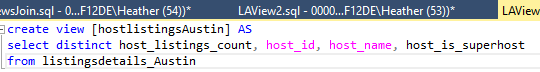 ewsJoin.sql - 0...F12DE\Heather (54))*
LAView2.sql - 0000...F12DE\Heather (53))*
LAView
create view [hostlistingsAustin] AS
select distinct host_listings_count, host_id, host_name, host_is_superhost
from listingsdetails_Austin